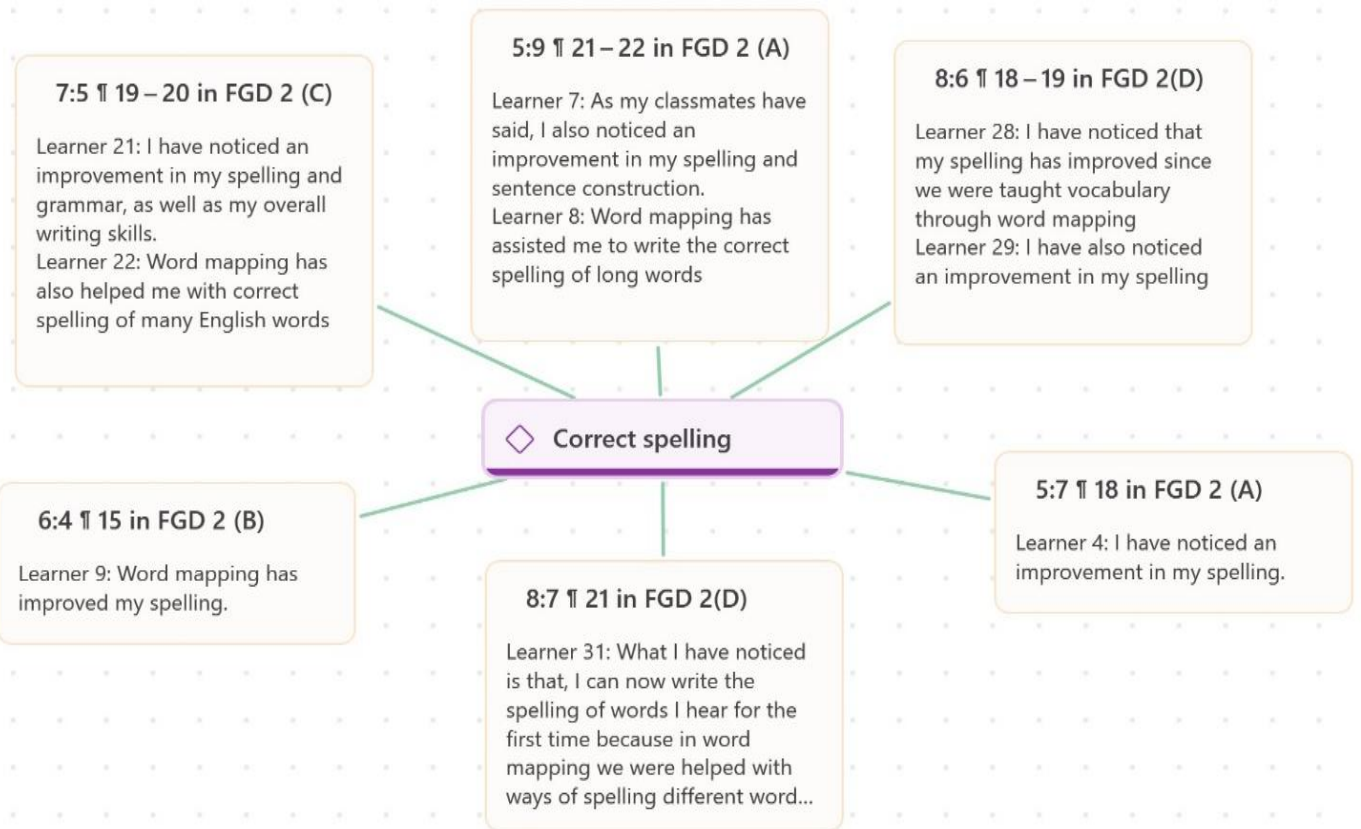 7:5 ¶ 19 – 20 in FGD 2 (C)
Learner 21: I have noticed an
improvement in my spelling and
grammar, as well as my overall
writing skills.
Learner 22: Word mapping has
also helped me with correct
spelling of many English words
5:9 ¶ 21 – 22 in FGD 2 (A)
Learner 7: As my classmates have
said, I also noticed an
improvement in my spelling and
sentence construction.
Learner 8: Word mapping has
assisted me to write the correct
spelling of long words
8:6 ¶ 18 – 19 in FGD 2(D)
Learner 28: I have noticed that
my spelling has improved since
we were taught vocabulary
through word mapping
Learner 29: I have also noticed
an improvement in my spelling
Correct spelling
6:4 ¶ 15 in FGD 2 (B)
Learner 9: Word mapping has
improved my spelling.
8:7 ¶ 21 in FGD 2(D)
Learner 31: What I have noticed
is that, I can now write the
spelling of words I hear for the
first time because in word
mapping we were helped with
ways of spelling different word...
5:7 ¶ 18 in FGD 2 (A)
Learner 4: I have noticed an
improvement in my spelling.